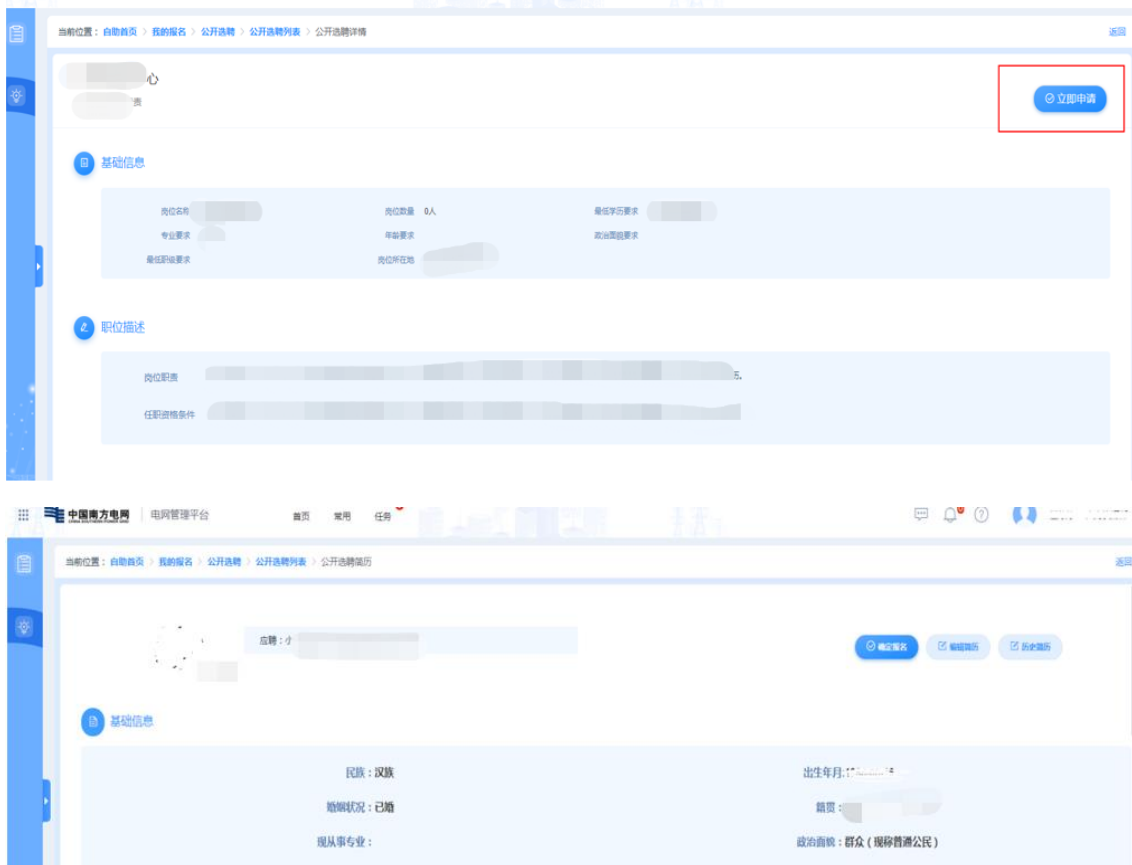 当前位置：自助首页 > 我的报名 > 公开选聘 > 公开选聘列表 > 公开选聘详情 返回
心
责
立即申请
基础信息
岗位名称 岗位数量 0人 最低学历要求
专业要求 年龄要求 政治面貌要求
最低职级要求 岗位所在地
职位描述
岗位职责 历.
任职资格条件
中国南方电网 电网管理平台 首页 常用 任务
CHINA SOUTHERN POWER GRID
当前位置：自助首页 > 我的报名 > 公开选聘 > 公开选聘列表 > 公开选聘简历 返回
应聘：小 确定报名 编辑简历 历史简历
基础信息
民族：汉族 出生年月:
婚姻状况：已婚 籍贯：
现从事专业： 政治面貌：群众（现称普通公民）